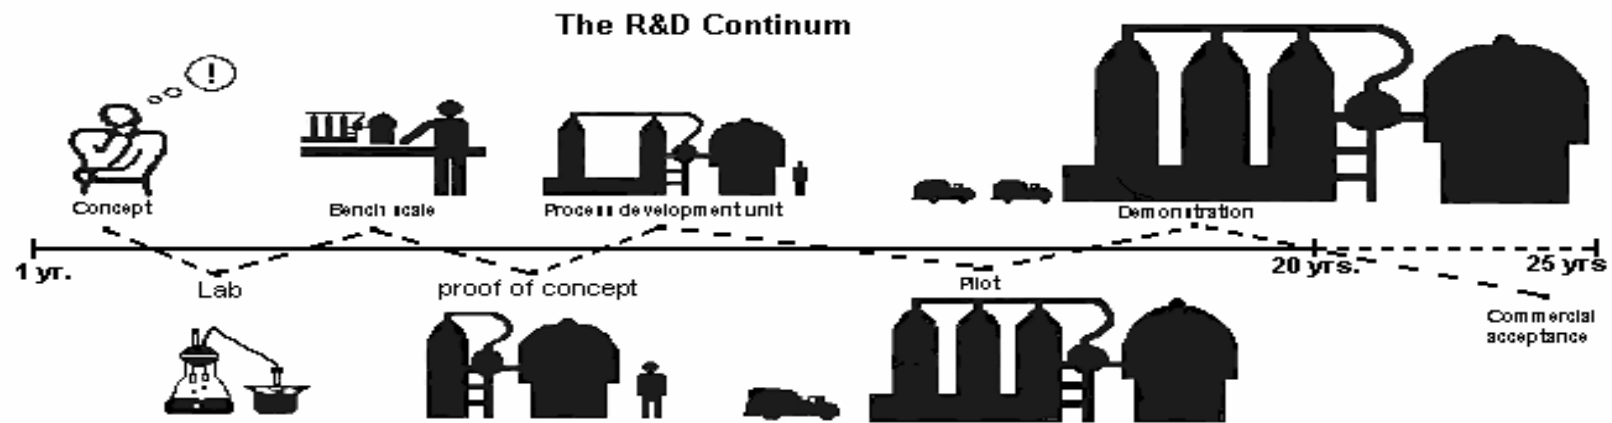 The R&D Continum
!
Concept
Bench scale
Process development unit
Demonstration
1 yr.
20 yrs.
25 yrs
Lab
proof of concept
Pilot
Commercial
acceptance